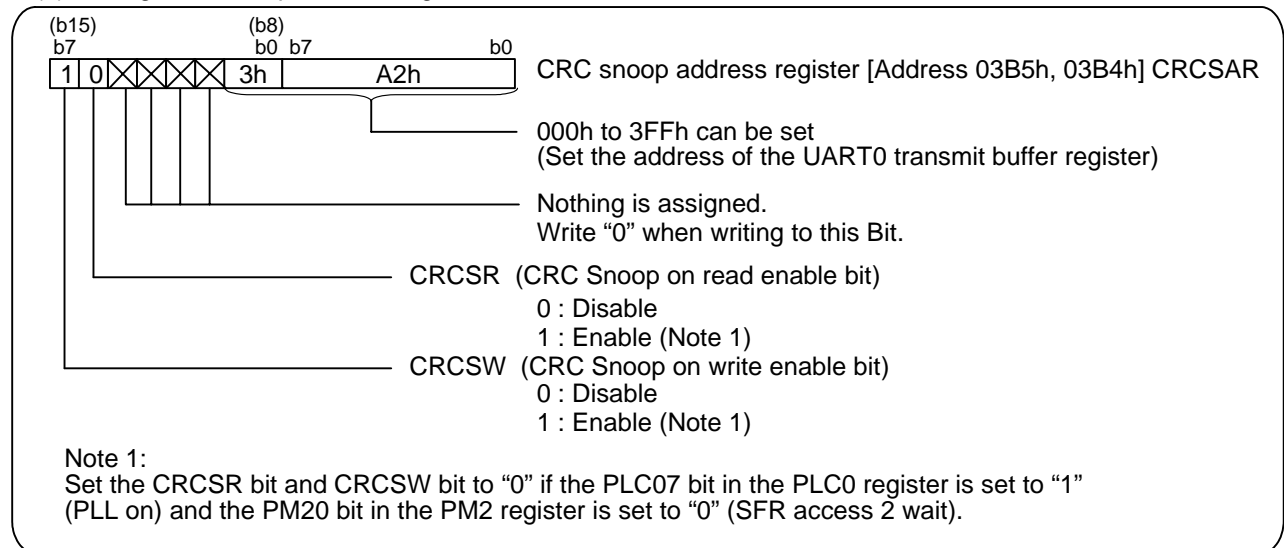 (b15) (b8)
b7 b0 b7 b0
1 0 3h A2h CRC snoop address register [Address 03B5h, 03B4h] CRCSAR
000h to 3FFh can be set
(Set the address of the UART0 transmit buffer register)
Nothing is assigned.
Write “0” when writing to this Bit.
CRCSR (CRC Snoop on read enable bit)
0 : Disable
1 : Enable (Note 1)
CRCSW (CRC Snoop on write enable bit)
0 : Disable
1 : Enable (Note 1)
Note 1:
Set the CRCSR bit and CRCSW bit to “0” if the PLC07 bit in the PLC0 register is set to “1”
(PLL on) and the PM20 bit in the PM2 register is set to “0” (SFR access 2 wait).